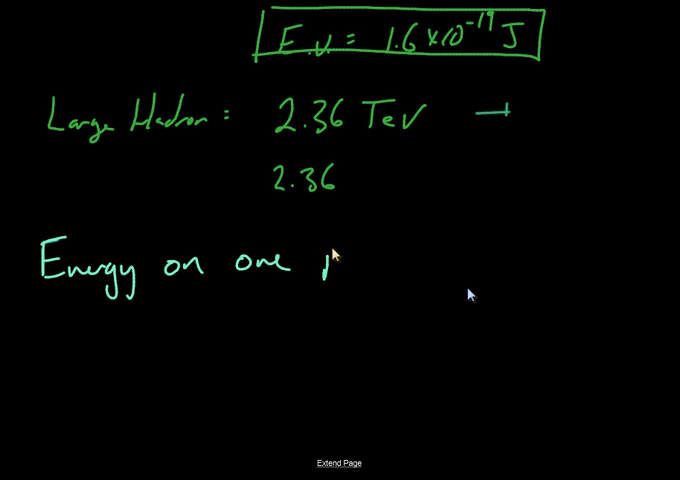 E.V. = 1.6 × 10⁻¹⁹ J
Large Hadron = 2.36 TeV →
2.36
Energy on one
Extend Page